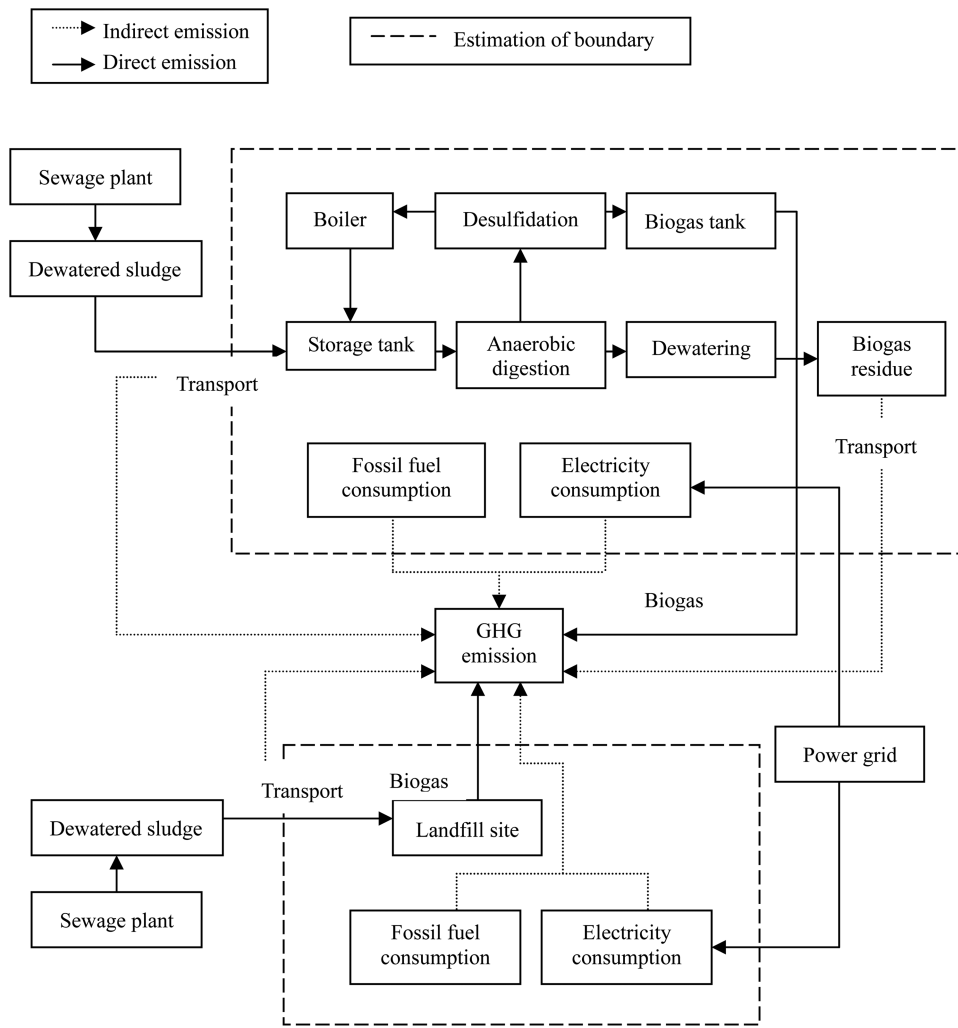 Indirect emission
Direct emission
Estimation of boundary
Sewage plant
Dewatered sludge
Boiler
Desulfidation
Biogas tank
Storage tank
Anaerobic
digestion
Dewatering
Biogas
residue
Transport
Transport
Fossil fuel
consumption
Electricity
consumption
Biogas
GHG
emission
Power grid
Transport
Biogas
Dewatered sludge
Landfill site
Sewage plant
Fossil fuel
consumption
Electricity
consumption